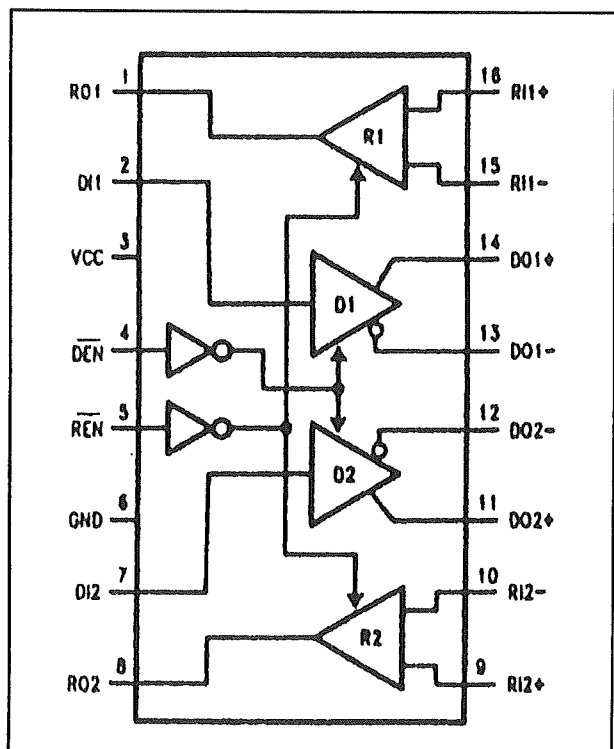 1 16
RO1 RI1+
R1
2 15
DI1 RI1-
3 14
VCC DO1+
D1
4 13
DEN DO1-
5 12
REN DO2-
D2
6 11
GND DO2+
7 10
DI2 RI2-
R2
8 9
RO2 RI2+